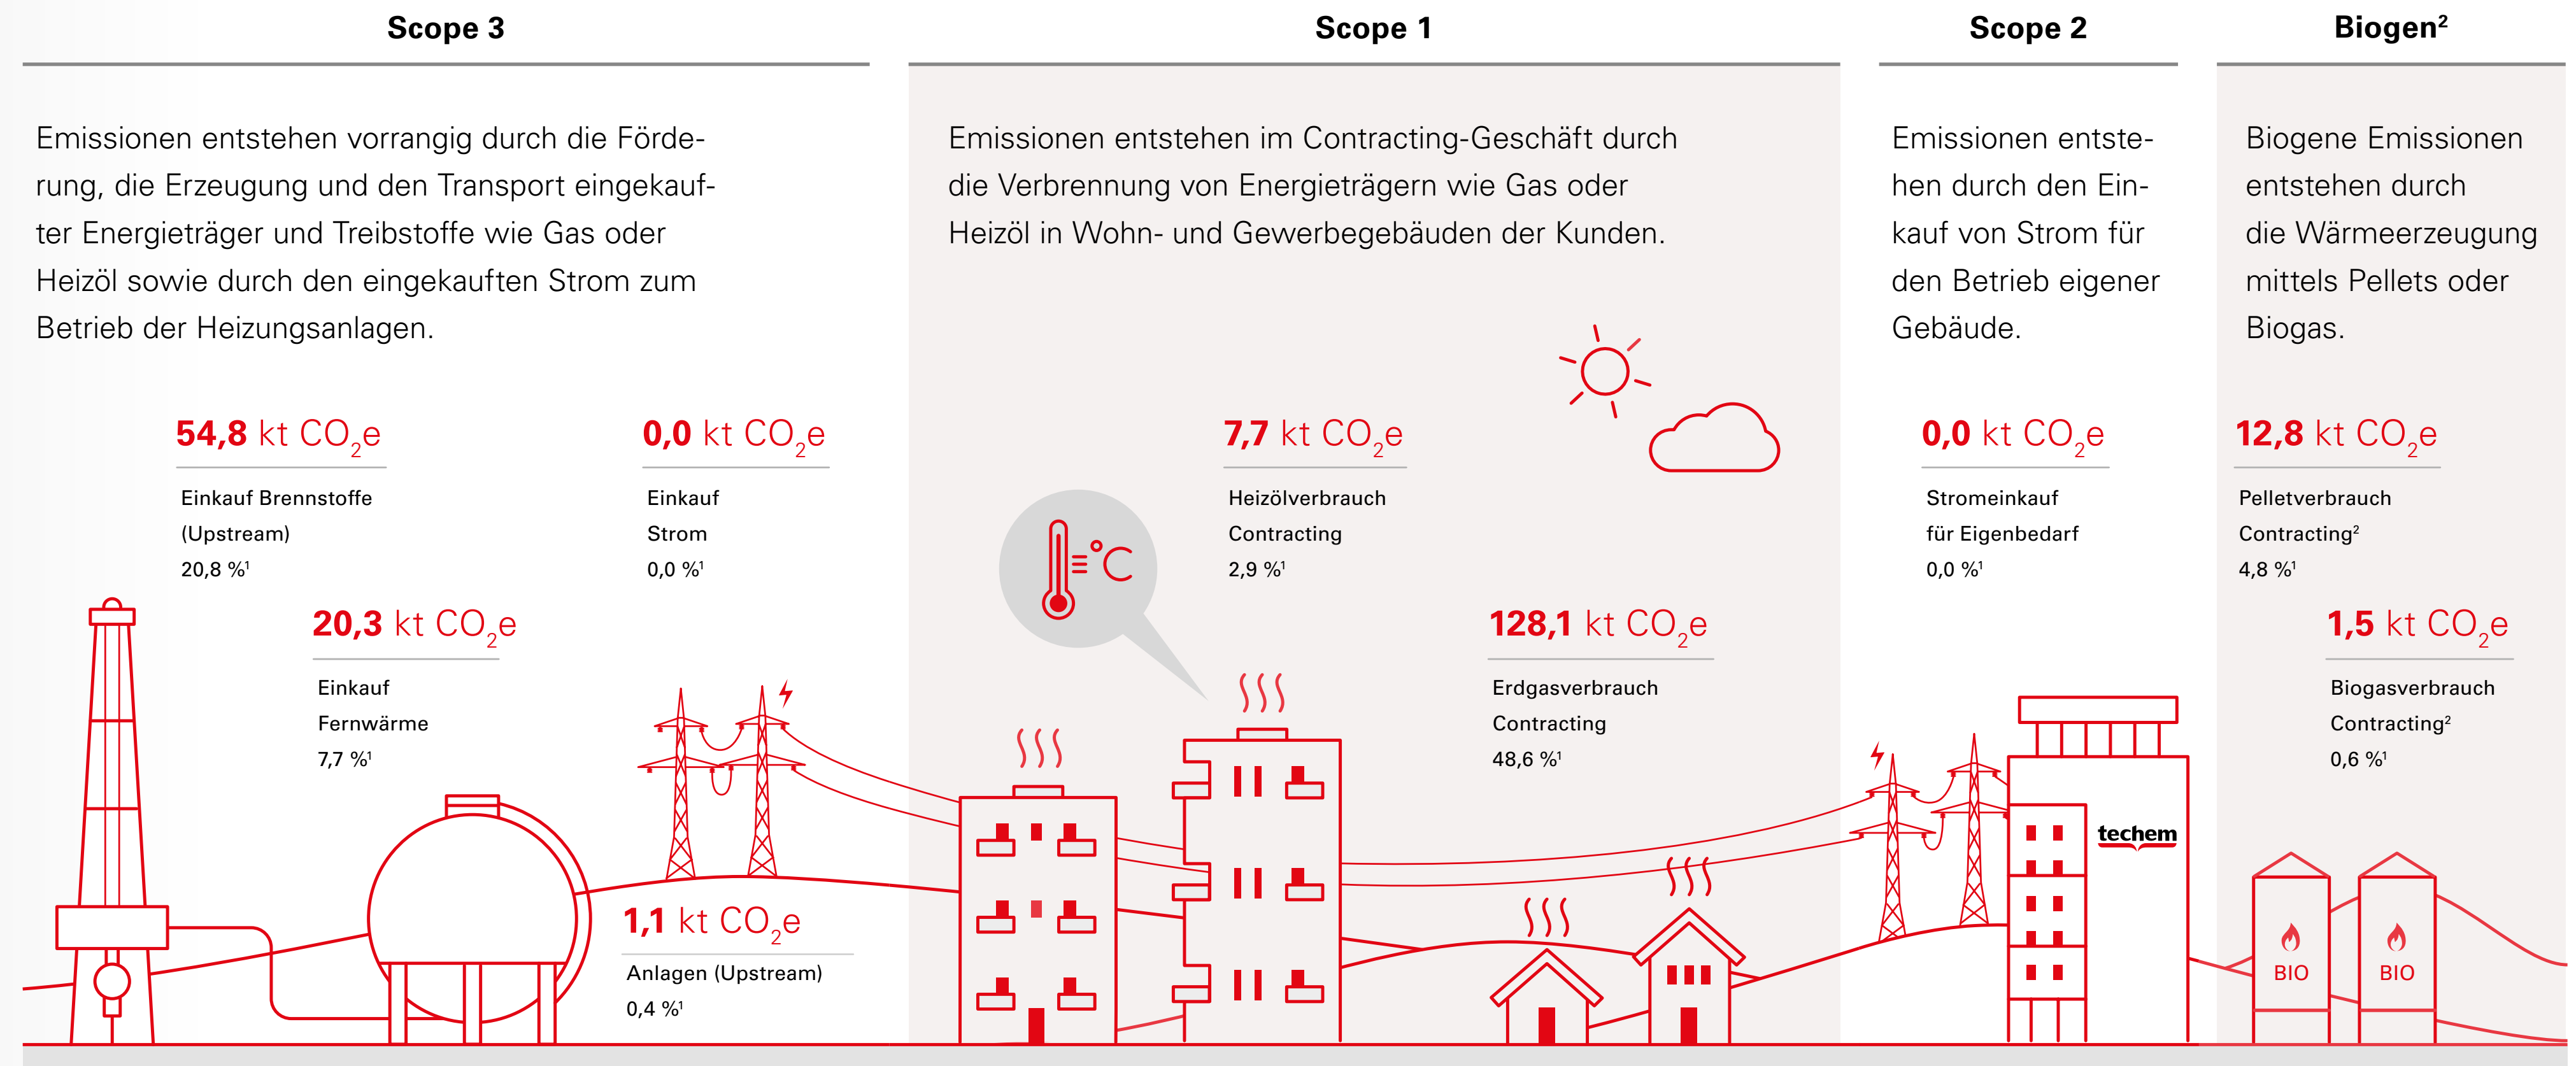 Scope 3
Emissionen entstehen vorrangig durch die Förde-
rung, die Erzeugung und den Transport eingekauf-
ter Energieträger und Treibstoffe wie Gas oder
Heizöl sowie durch den eingekauften Strom zum
Betrieb der Heizungsanlagen.
54,8 kt CO₂e
Einkauf Brennstoffe
(Upstream)
20,8 %¹
0,0 kt CO₂e
Einkauf
Strom
0,0 %¹
20,3 kt CO₂e
Einkauf
Fernwärme
7,7 %¹
1,1 kt CO₂e
Anlagen (Upstream)
0,4 %¹
Scope 1
Emissionen entstehen im Contracting-Geschäft durch
die Verbrennung von Energieträgern wie Gas oder
Heizöl in Wohn- und Gewerbegebäuden der Kunden.
°C
7,7 kt CO₂e
Heizölverbrauch
Contracting
2,9 %¹
128,1 kt CO₂e
Erdgasverbrauch
Contracting
48,6 %¹
Scope 2
Emissionen entste-
hen durch den Ein-
kauf von Strom für
den Betrieb eigener
Gebäude.
0,0 kt CO₂e
Stromeinkauf
für Eigenbedarf
0,0 %¹
techem
Biogen²
Biogene Emissionen
entstehen durch
die Wärmeerzeugung
mittels Pellets oder
Biogas.
12,8 kt CO₂e
Pelletverbrauch
Contracting²
4,8 %¹
1,5 kt CO₂e
Biogasverbrauch
Contracting²
0,6 %¹
BIO
BIO